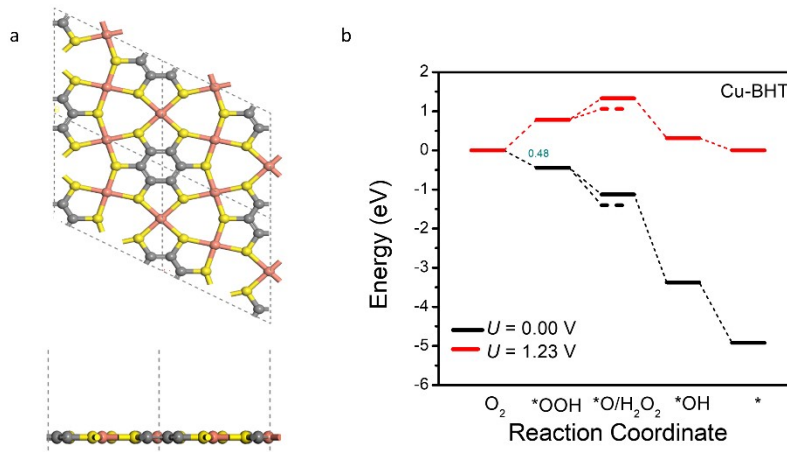 a
b
Cu-BHT
2
1
0
-1
-2
-3
-4
-5
-6
Energy (eV)
0.48
U = 0.00 V
U = 1.23 V
O₂
*OOH
*O/H₂O₂
*OH
*
Reaction Coordinate